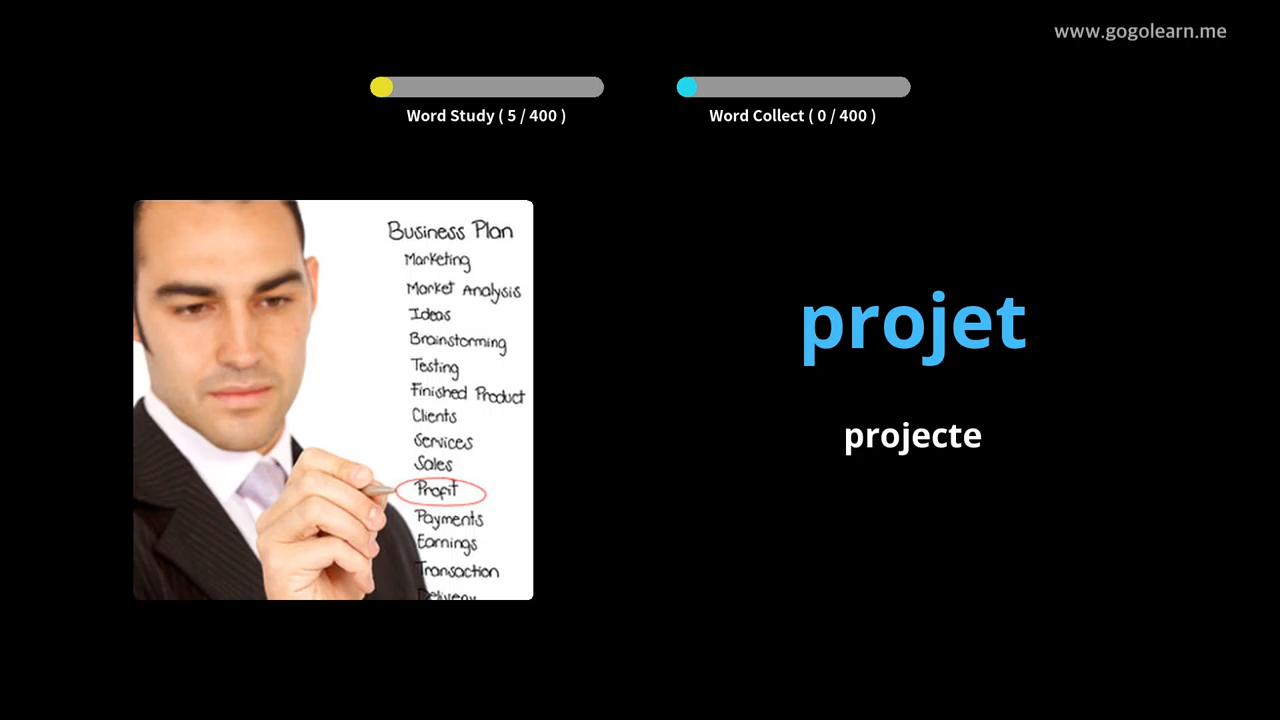 www.gogolearn.me
Word Study ( 5 / 400 )
Word Collect ( 0 / 400 )
Business Plan
Marketing
Market Analysis
Ideas
Brainstorming
Testing
Finished Product
Clients
Services
Sales
Profit
Payments
Earnings
Transaction
Delivery
projet
projecte